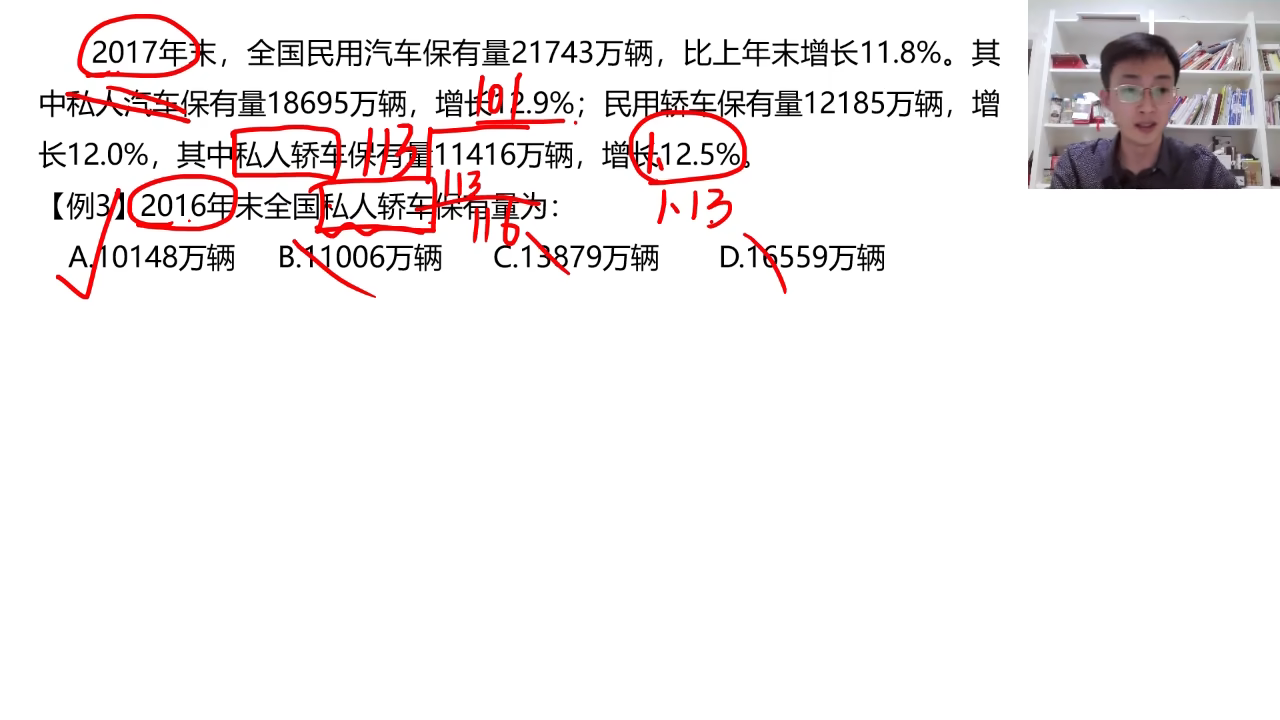 2017年末，全国民用汽车保有量21743万辆，比上年末增长11.8%。其
中私人汽车保有量18695万辆，增长12.9%；民用轿车保有量12185万辆，增
101
长12.0%，其中私人轿车保有量11416万辆，增长12.5%。
113
1.
【例3】2016年末全国私人轿车保有量为：
113
116
1.13
A.10148万辆 B.11006万辆 C.13879万辆 D.16559万辆